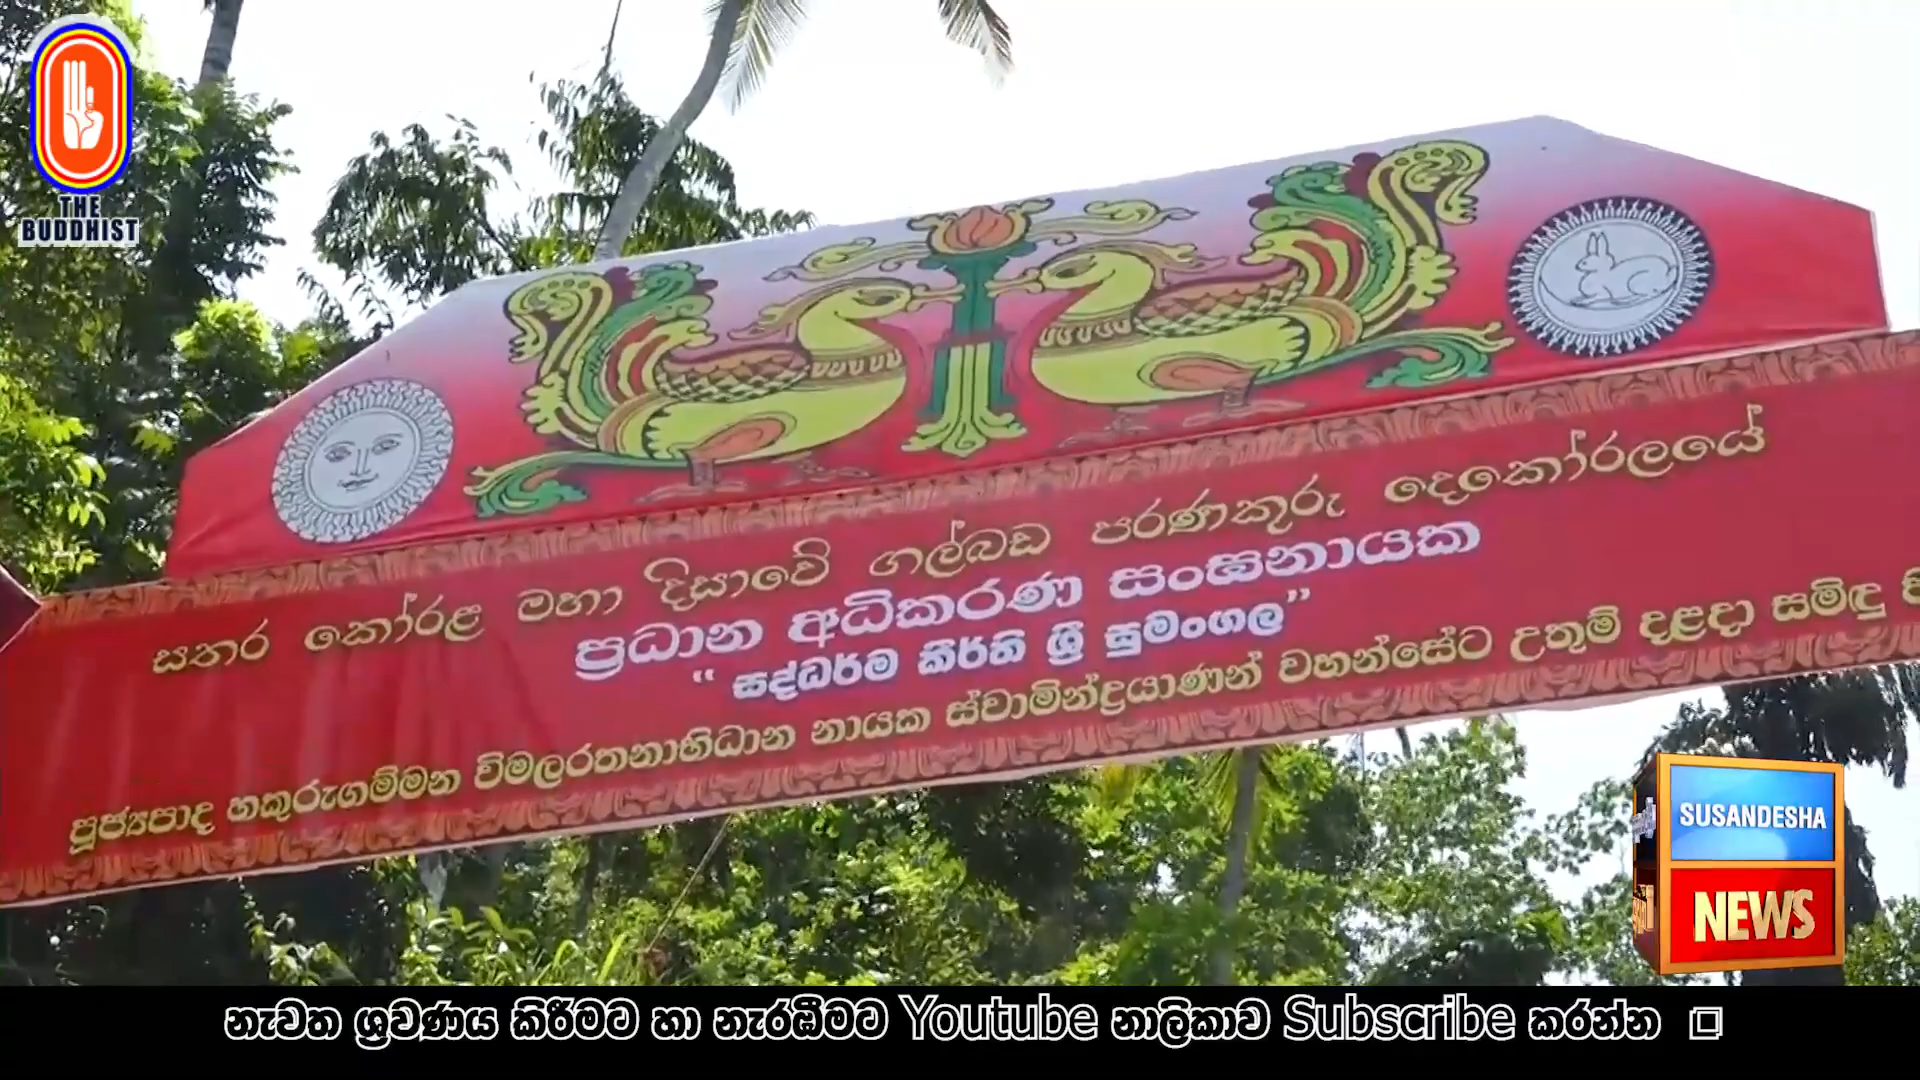 THE
BUDDHIST
සතර කෝරළ මහා දිසාවේ ගල්බඩ පරණකුරු දෙකෝරලයේ
ප්‍රධාන අධිකරණ සංඝනායක
“ සද්ධර්ම කීර්ති ශ්‍රී සුමංගල”
පූජ්‍යපාද හකුරුගම්මන විමලරතනාභිධාන නායක ස්වාමින්ද්‍රයාණන් වහන්සේට උතුම් දළදා සමිඳු
SUSANDESHA
NEWS
නැවත ශ්‍රවණය කිරීමට හා නැරඹීමට Youtube නාලිකාව Subscribe කරන්න